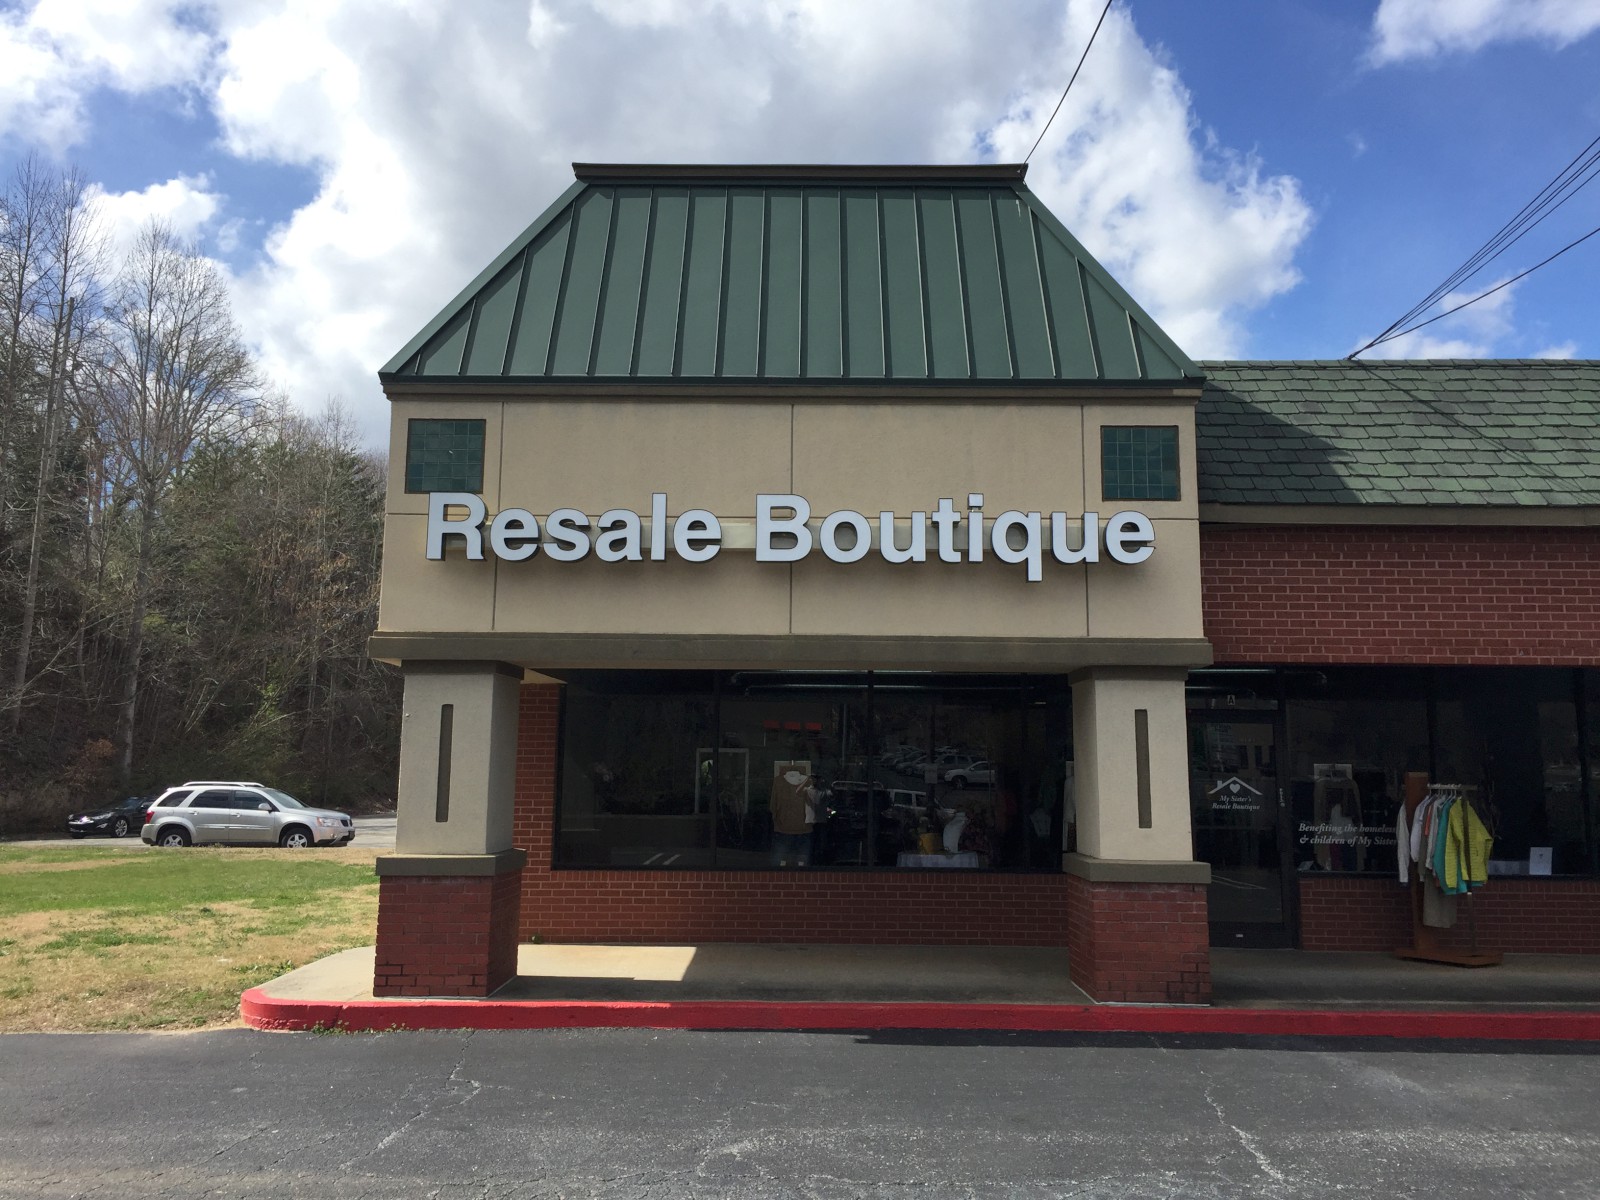 Resale Boutique
A
My Sister's
Resale Boutique
Benefiting the homeless
& children of My Sister